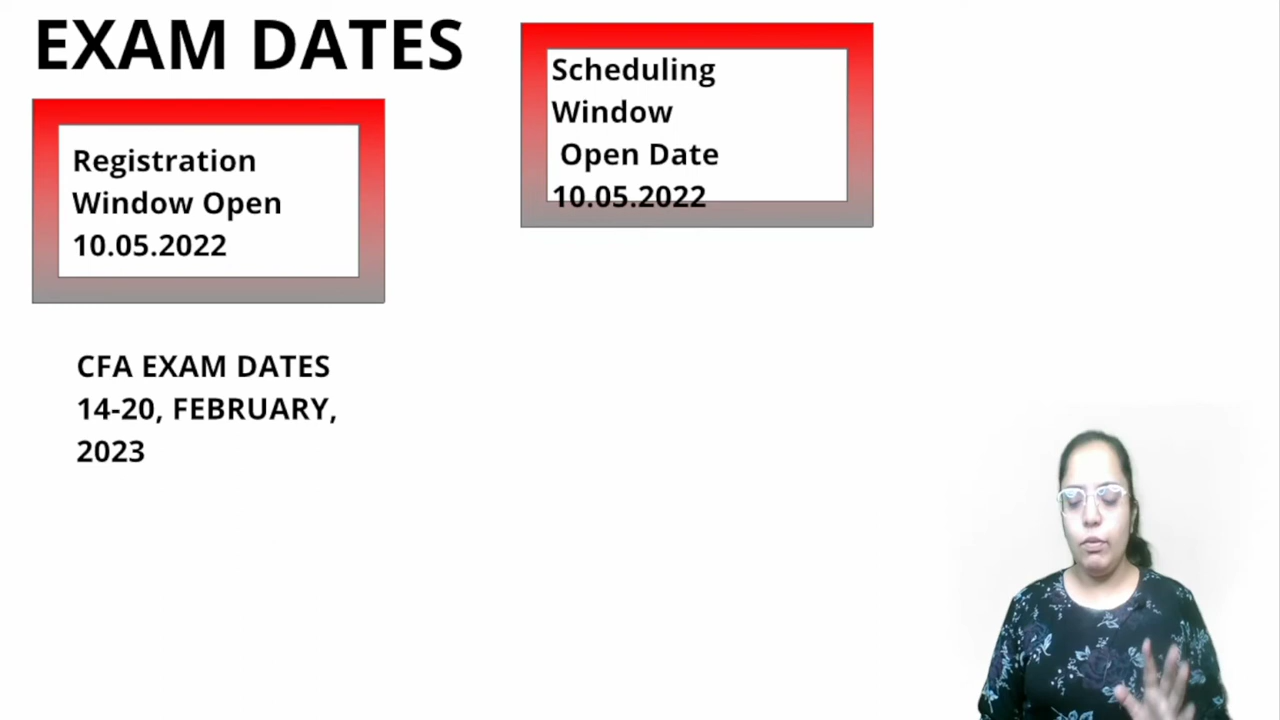 EXAM DATES
Registration
Window Open
10.05.2022
Scheduling
Window
Open Date
10.05.2022
CFA EXAM DATES
14-20, FEBRUARY,
2023